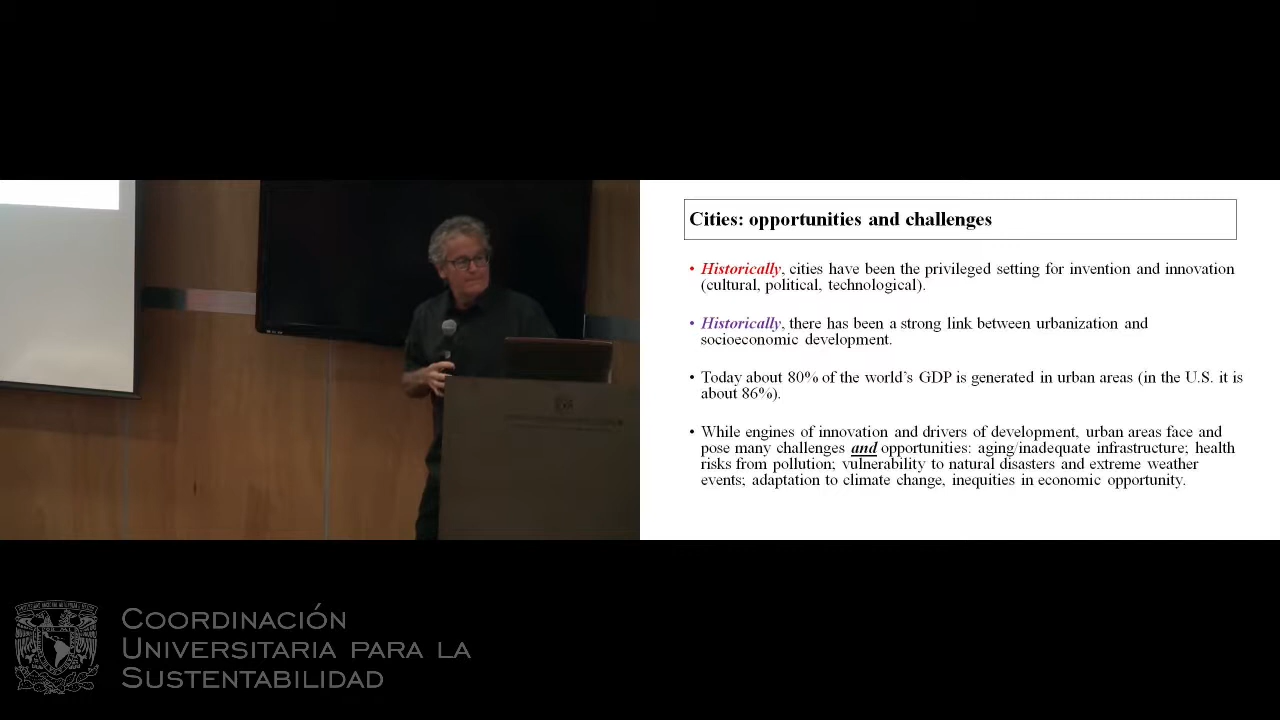 Cities: opportunities and challenges
• Historically, cities have been the privileged setting for invention and innovation
(cultural, political, technological).
• Historically, there has been a strong link between urbanization and
socioeconomic development.
• Today about 80% of the world's GDP is generated in urban areas (in the U.S. it is
about 86%).
• While engines of innovation and drivers of development, urban areas face and
pose many challenges and opportunities: aging/inadequate infrastructure; health
risks from pollution; vulnerability to natural disasters and extreme weather
events; adaptation to climate change, inequities in economic opportunity.
COORDINACIÓN
UNIVERSITARIA PARA LA
SUSTENTABILIDAD